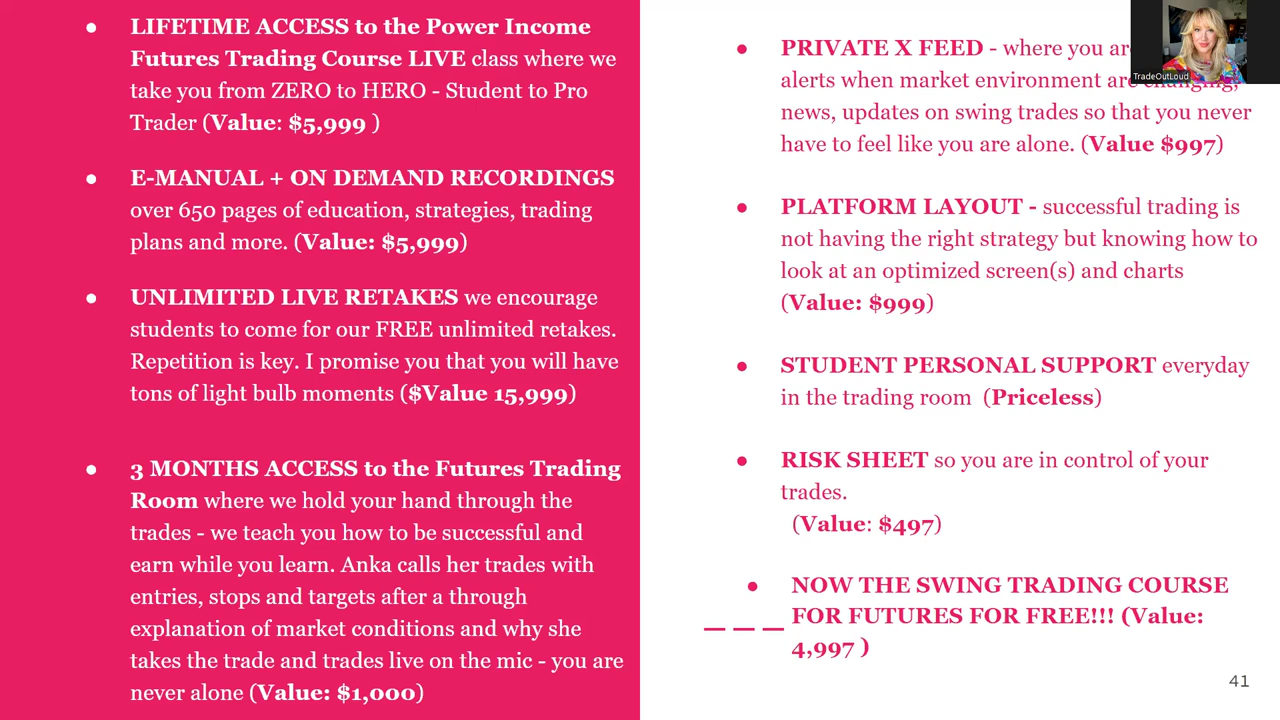 ● LIFETIME ACCESS to the Power Income
Futures Trading Course LIVE class where we
take you from ZERO to HERO - Student to Pro
Trader (Value: $5,999 )
● E-MANUAL + ON DEMAND RECORDINGS
over 650 pages of education, strategies, trading
plans and more. (Value: $5,999)
● UNLIMITED LIVE RETAKES we encourage
students to come for our FREE unlimited retakes.
Repetition is key. I promise you that you will have
tons of light bulb moments ($Value 15,999)
● 3 MONTHS ACCESS to the Futures Trading
Room where we hold your hand through the
trades - we teach you how to be successful and
earn while you learn. Anka calls her trades with
entries, stops and targets after a through
explanation of market conditions and why she
takes the trade and trades live on the mic - you are
never alone (Value: $1,000)
● PRIVATE X FEED - where you are
alerts when market environment are changing,
news, updates on swing trades so that you never
have to feel like you are alone. (Value $997)
● PLATFORM LAYOUT - successful trading is
not having the right strategy but knowing how to
look at an optimized screen(s) and charts
(Value: $999)
● STUDENT PERSONAL SUPPORT everyday
in the trading room (Priceless)
● RISK SHEET so you are in control of your
trades.
(Value: $497)
● NOW THE SWING TRADING COURSE
FOR FUTURES FOR FREE!!! (Value:
4,997 )
TradeOutLoud
41